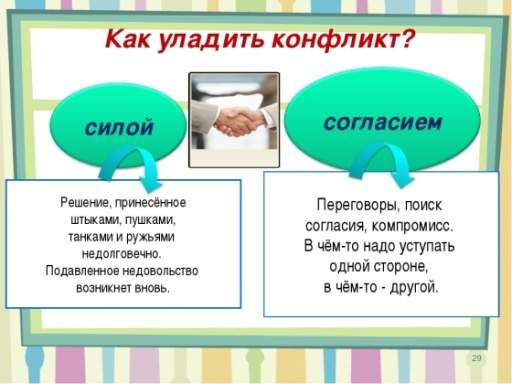 Как уладить конфликт?
силой
согласием
Решение, принесённое
штыками, пушками,
танками и ружьями
недолговечно.
Подавленное недовольство
возникнет вновь.
Переговоры, поиск
согласия, компромисс.
В чём-то надо уступать
одной стороне,
в чём-то - другой.
29